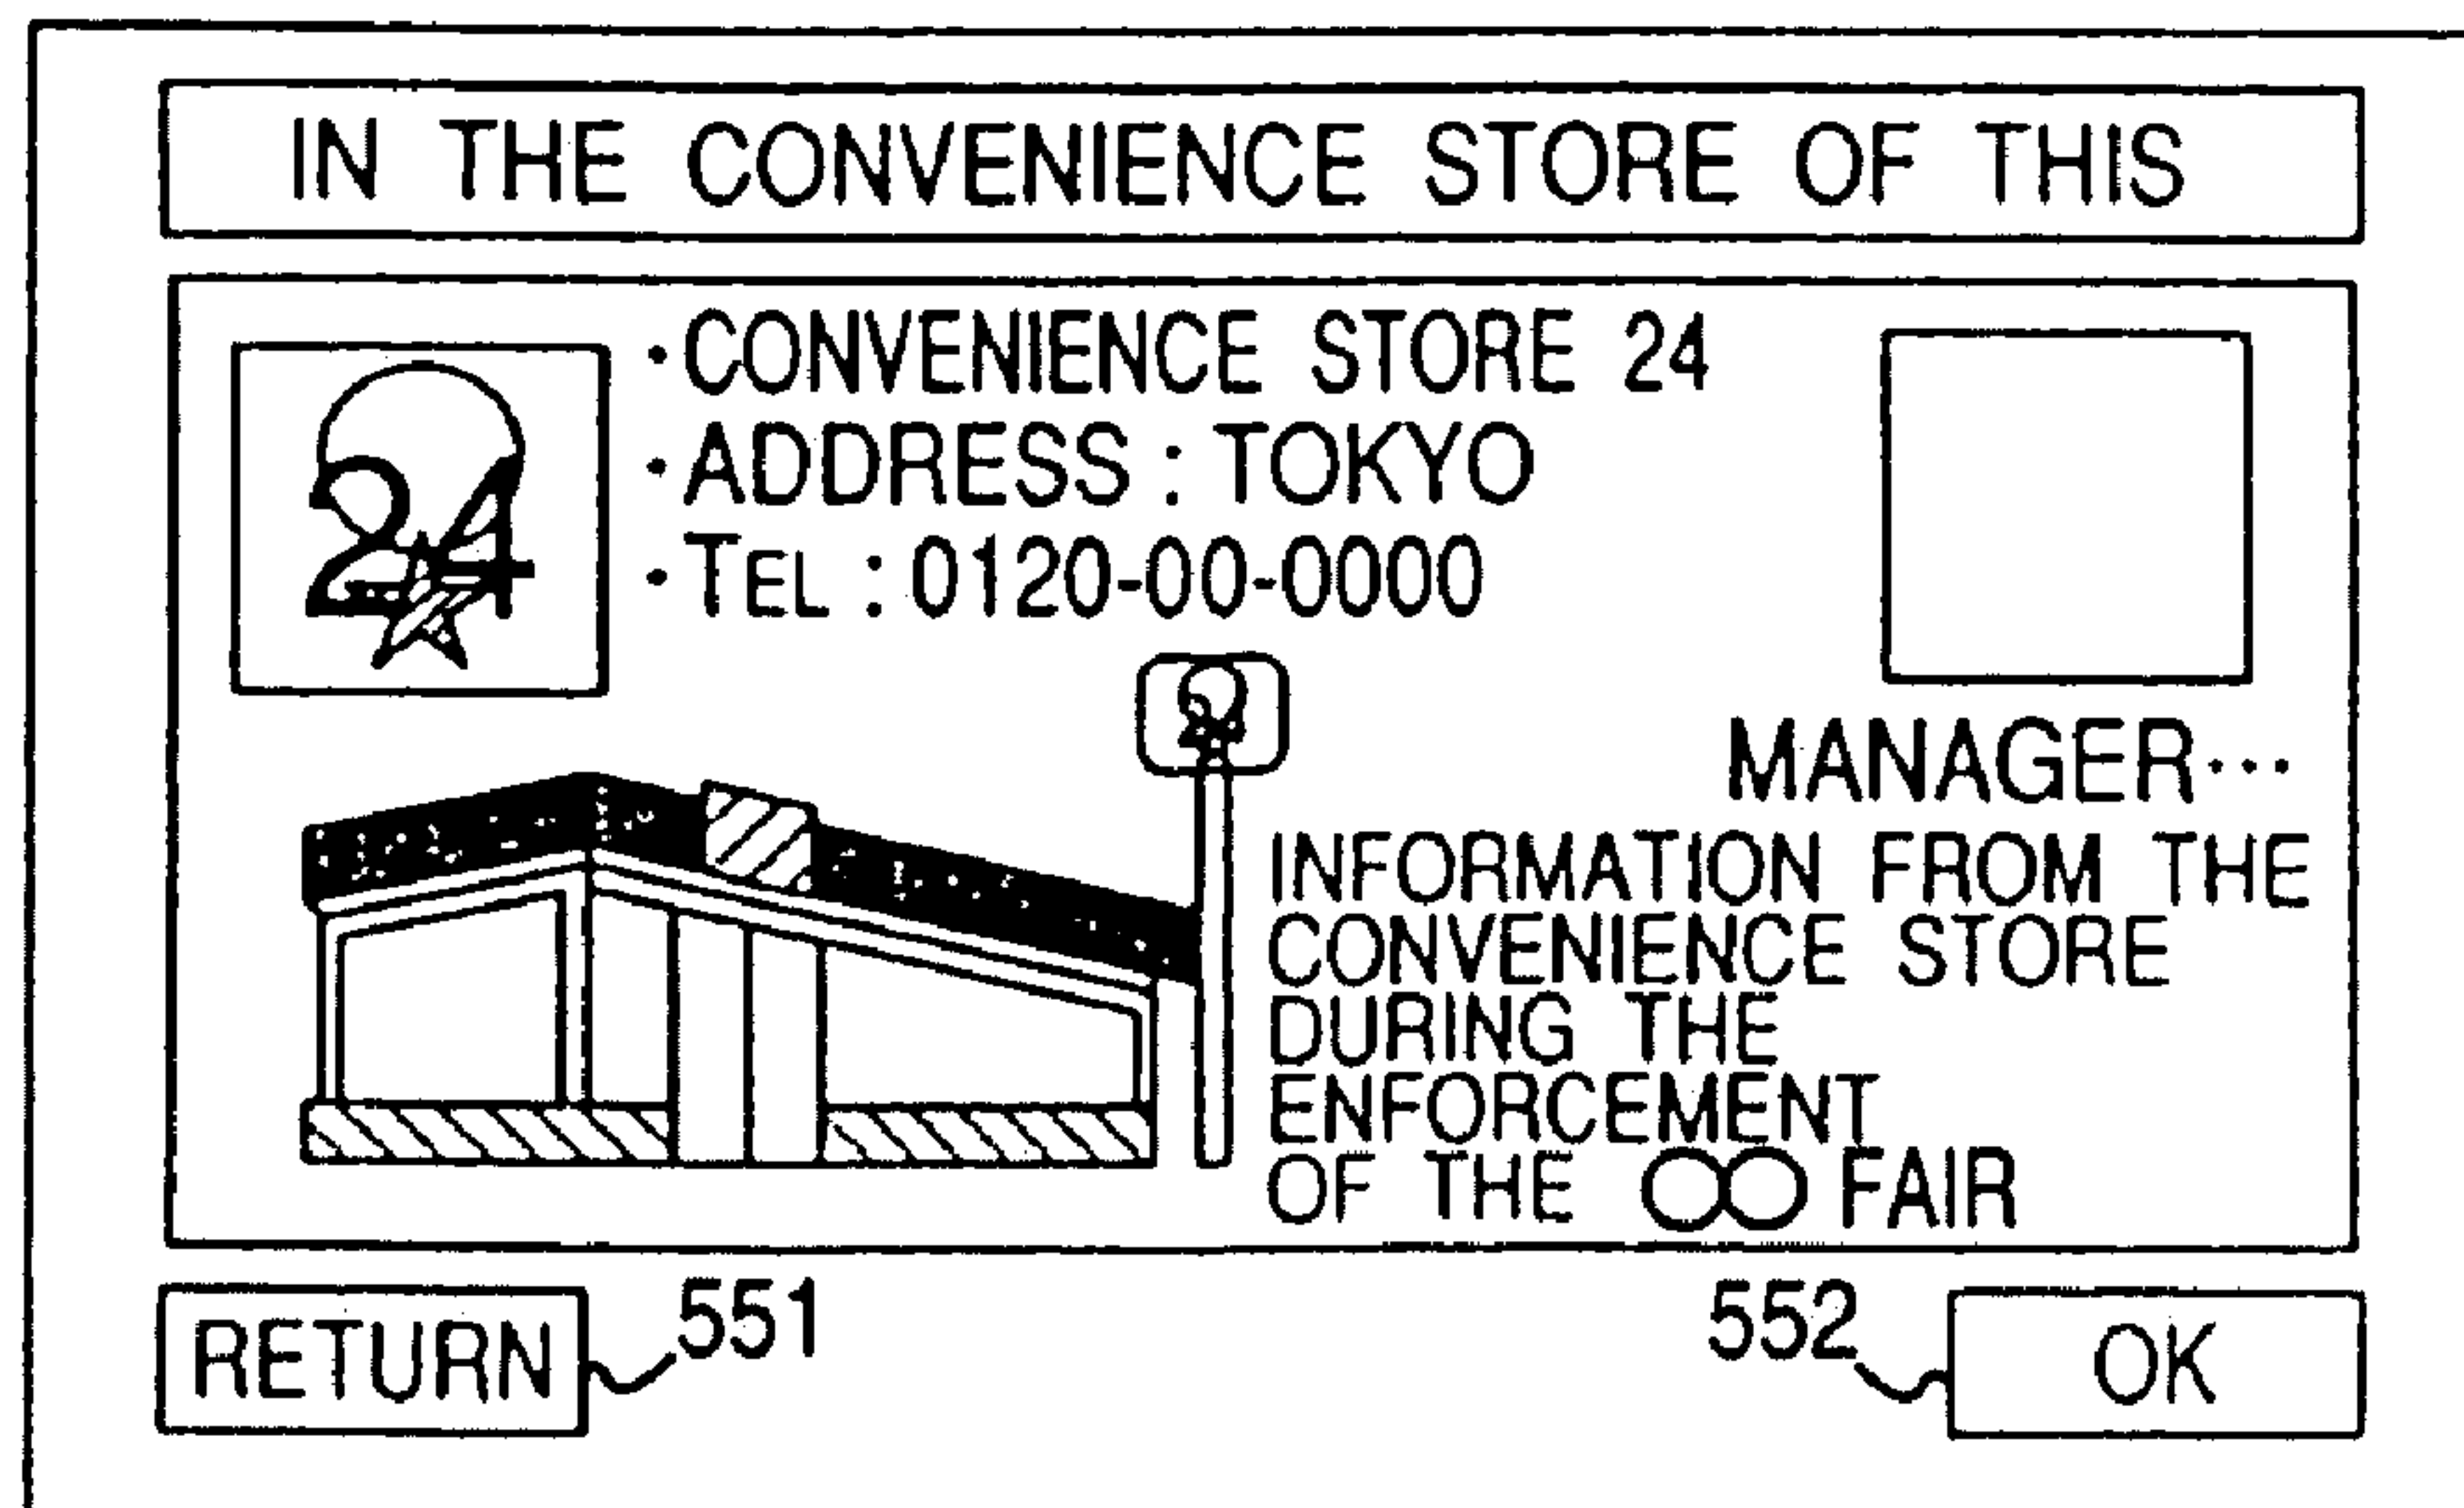 IN THE CONVENIENCE STORE OF THIS
24
·CONVENIENCE STORE 24
·ADDRESS : TOKYO
·TEL : 0120-00-0000
MANAGER···
INFORMATION FROM THE
CONVENIENCE STORE
DURING THE
ENFORCEMENT
OF THE ○○ FAIR
RETURN
551
552
OK